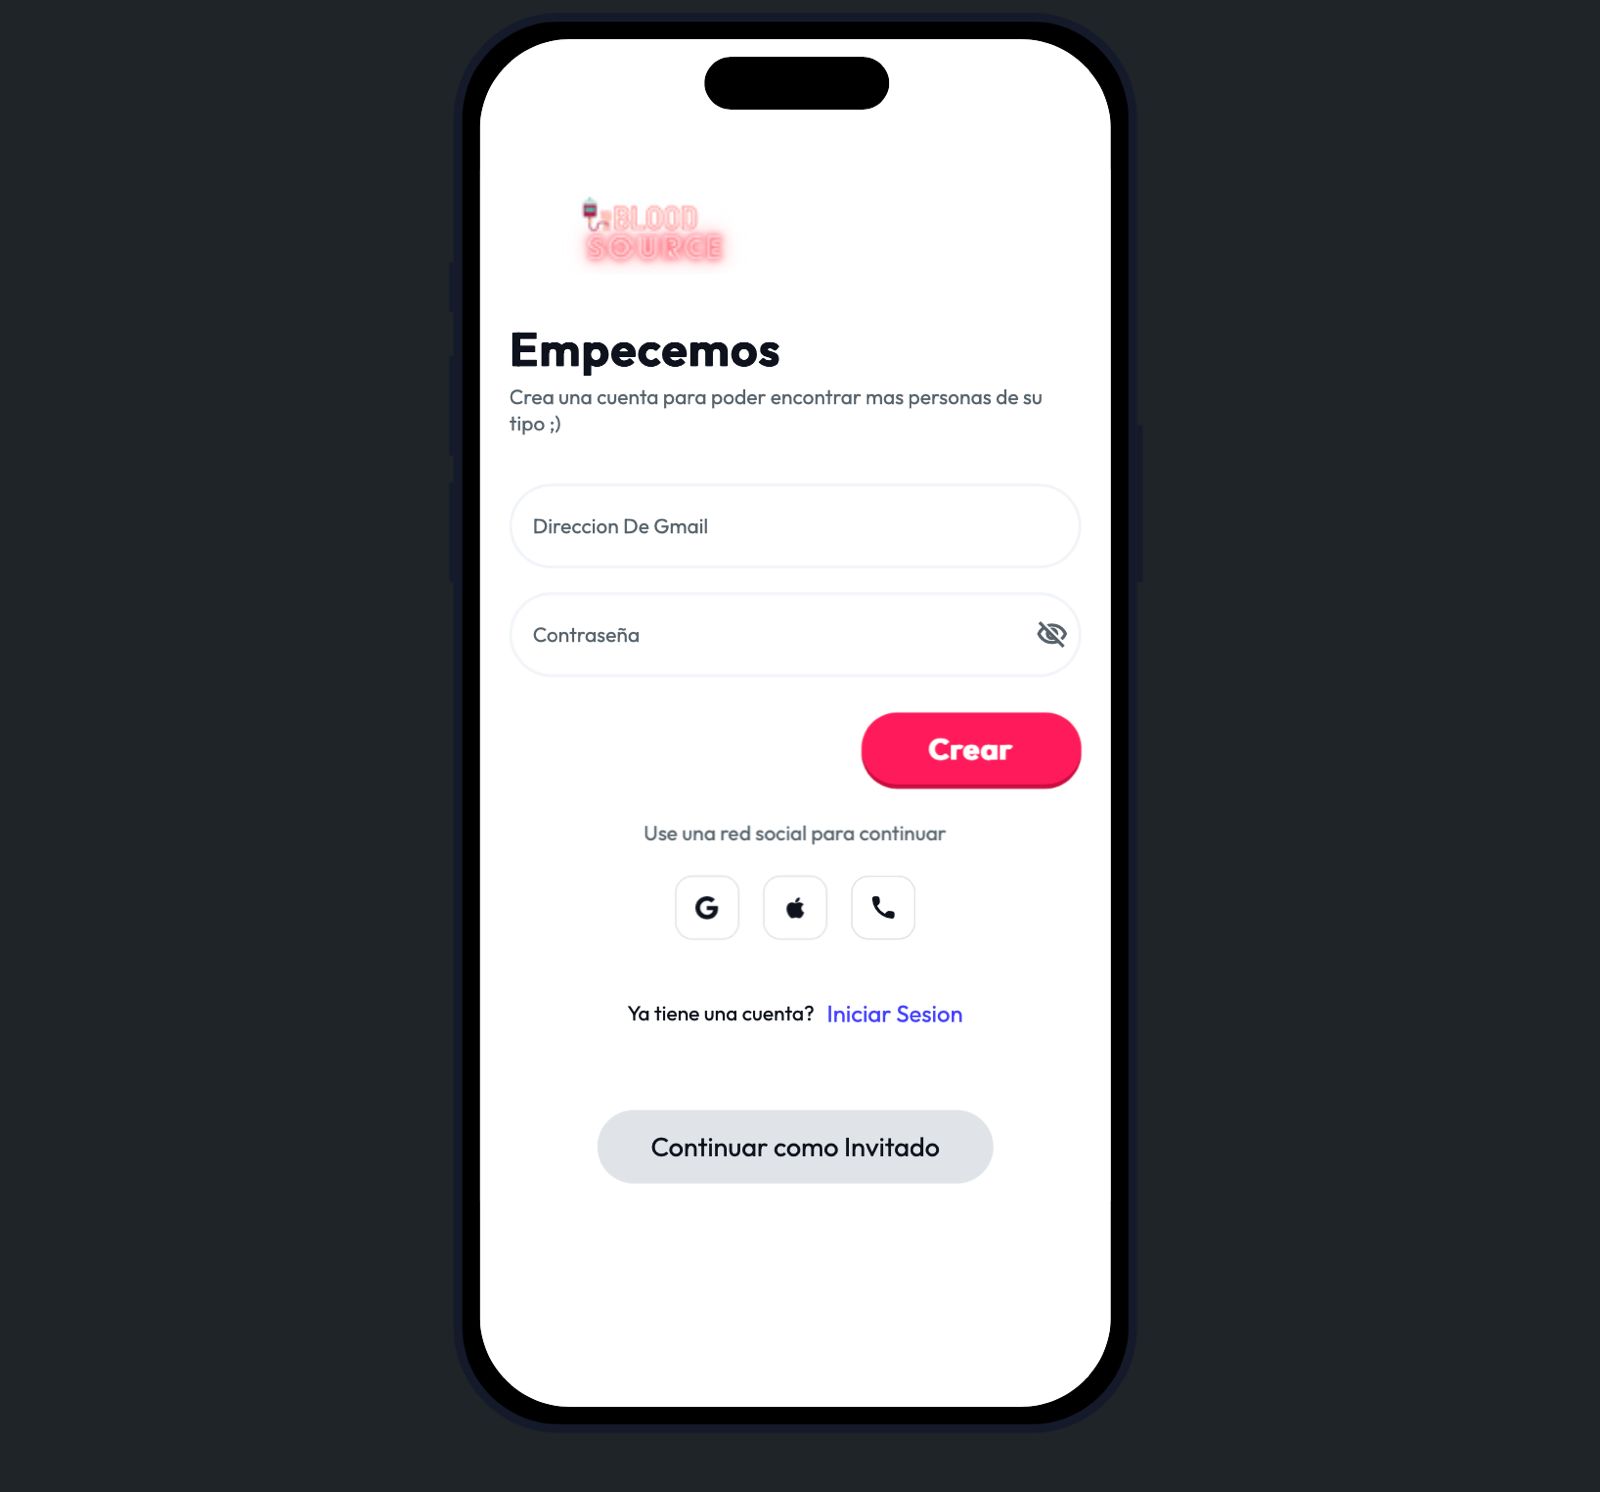 BLOOD
SOURCE
Empecemos
Crea una cuenta para poder encontrar mas personas de su
tipo ;)
Direccion De Gmail
Contraseña
Crear
Use una red social para continuar
Ya tiene una cuenta? Iniciar Sesion
Continuar como Invitado